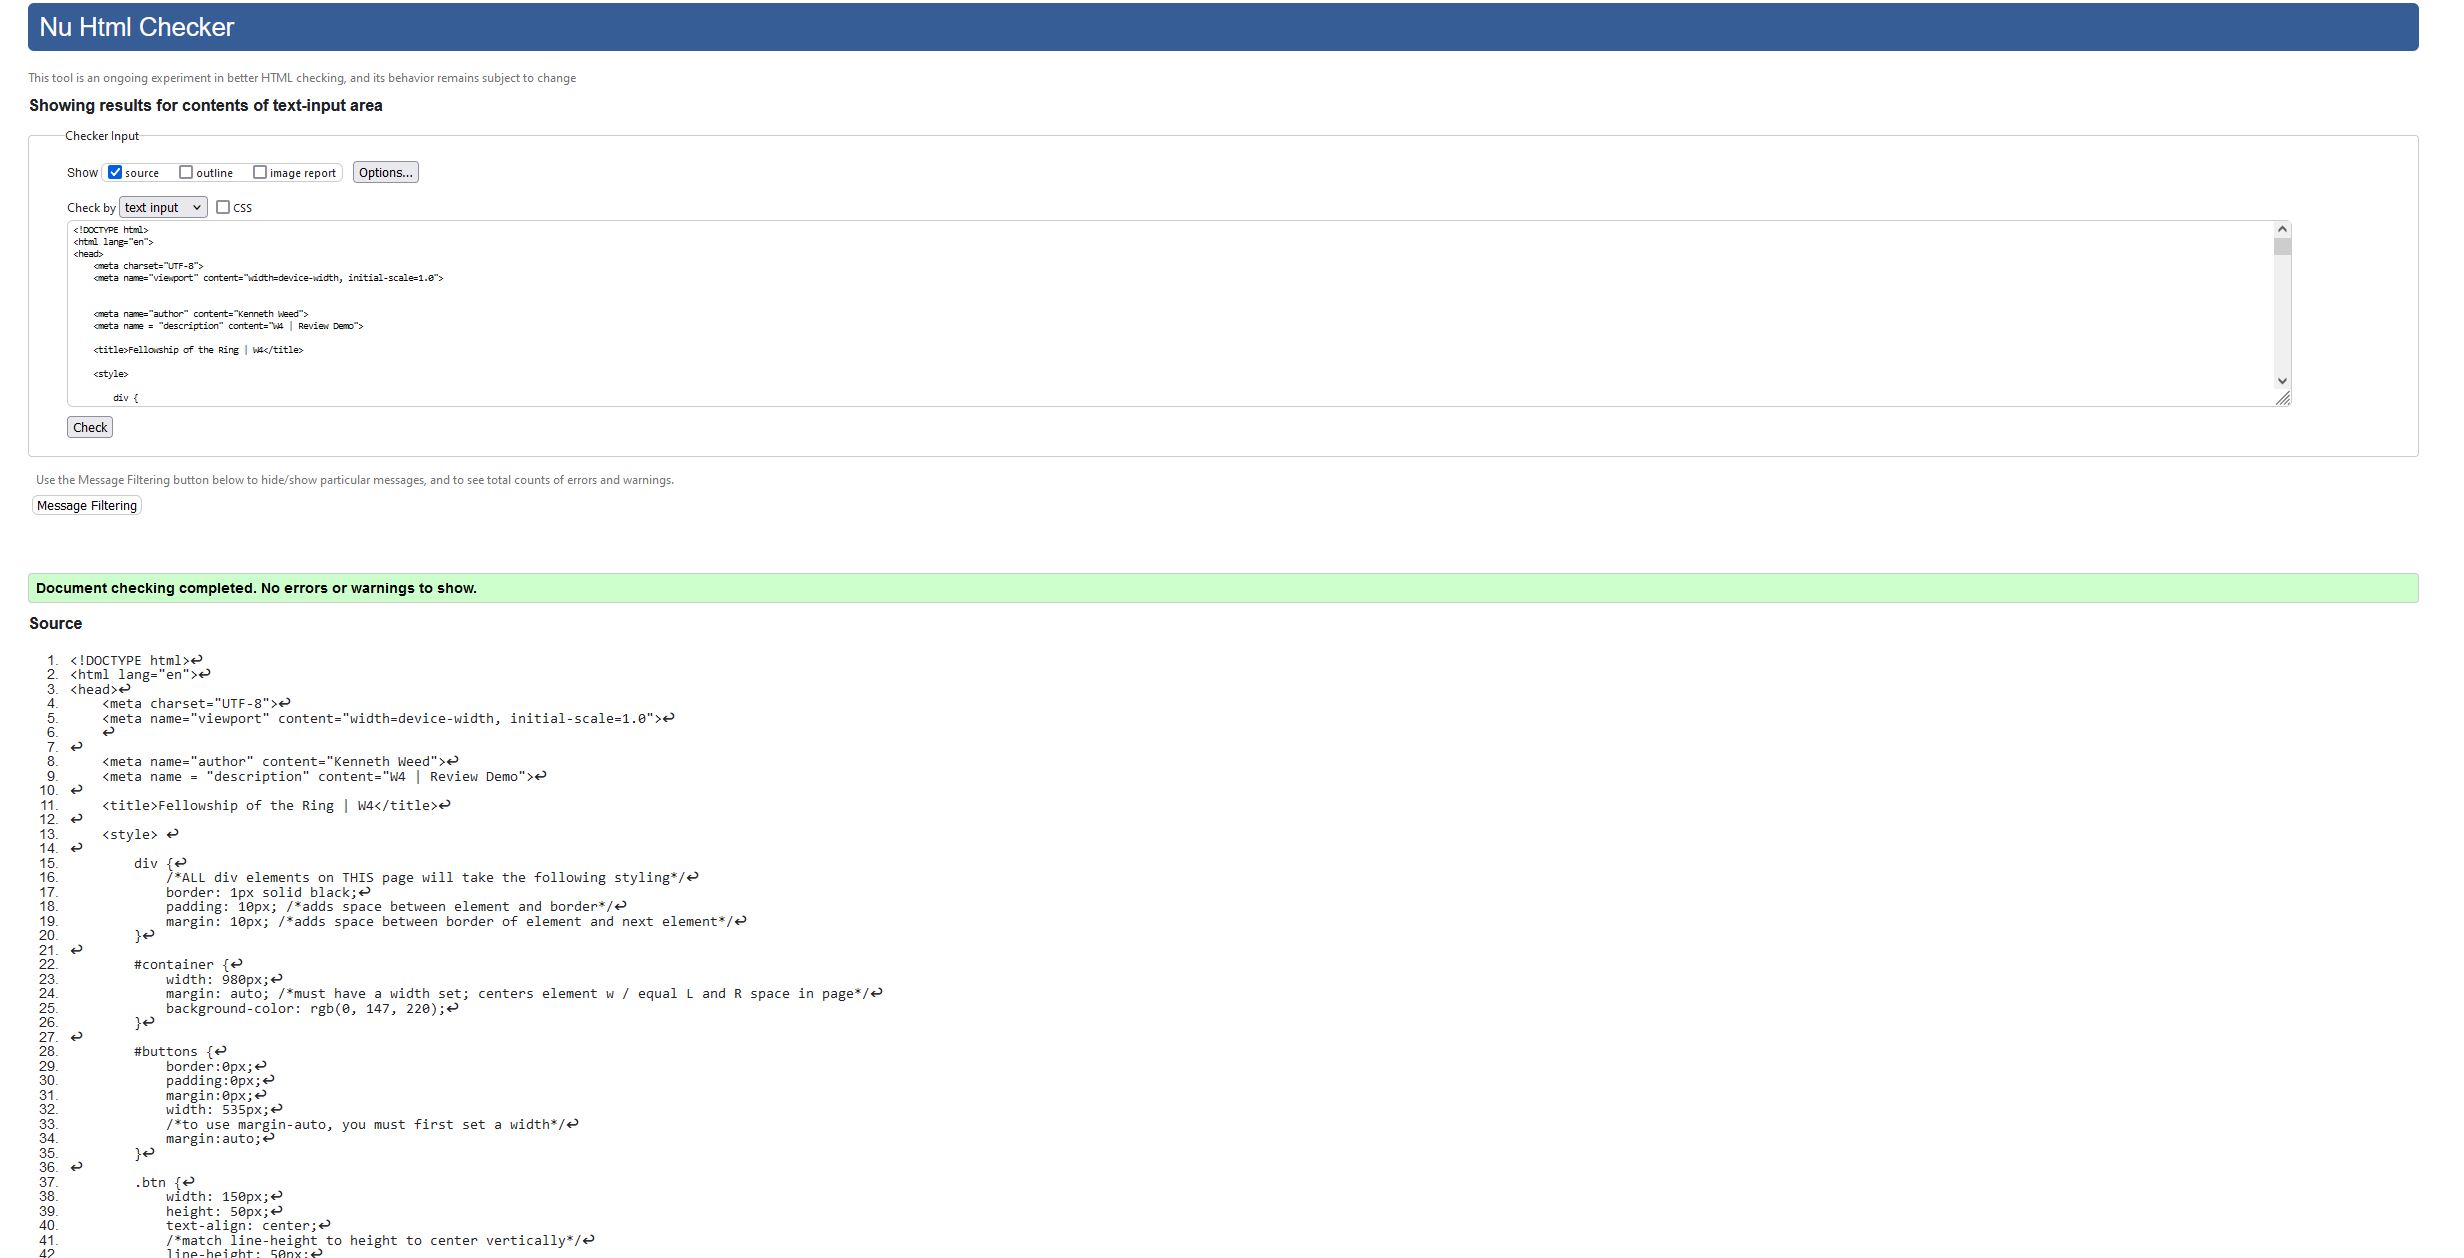 Nu Html Checker
This tool is an ongoing experiment in better HTML checking, and its behavior remains subject to change
Showing results for contents of text-input area
Checker Input
Show source outline image report Options...
Check by text input CSS
<!DOCTYPE html>
<html lang="en">
<head>
    <meta charset="UTF-8">
    <meta name="viewport" content="width=device-width, initial-scale=1.0">
    <meta name="author" content="Kenneth Weed">
    <meta name = "description" content="W4 | Review Demo">
    <title>Fellowship of the Ring | W4</title>
    <style>
        div {
Check
Use the Message Filtering button below to hide/show particular messages, and to see total counts of errors and warnings.
Message Filtering
Document checking completed. No errors or warnings to show.
Source
1. <!DOCTYPE html>↩
2. <html lang="en">↩
3. <head>↩
4.     <meta charset="UTF-8">↩
5.     <meta name="viewport" content="width=device-width, initial-scale=1.0">↩
6.     ↩
7. ↩
8.     <meta name="author" content="Kenneth Weed">↩
9.     <meta name = "description" content="W4 | Review Demo">↩
10. ↩
11.     <title>Fellowship of the Ring | W4</title>↩
12. ↩
13.     <style> ↩
14. ↩
15.         div {↩
16.             /*ALL div elements on THIS page will take the following styling*/↩
17.             border: 1px solid black;↩
18.             padding: 10px; /*adds space between element and border*/↩
19.             margin: 10px; /*adds space between border of element and next element*/↩
20.         }↩
21. ↩
22.         #container {↩
23.             width: 980px;↩
24.             margin: auto; /*must have a width set; centers element w / equal L and R space in page*/↩
25.             background-color: rgb(0, 147, 220);↩
26.         }↩
27. ↩
28.         #buttons {↩
29.             border:0px;↩
30.             padding:0px;↩
31.             margin:0px;↩
32.             width: 535px;↩
33.             /*to use margin-auto, you must first set a width*/↩
34.             margin:auto;↩
35.         }↩
36. ↩
37.         .btn {↩
38.             width: 150px;↩
39.             height: 50px;↩
40.             text-align: center;↩
41.             /*match line-height to height to center vertically*/↩
42.             line-height: 50px;↩